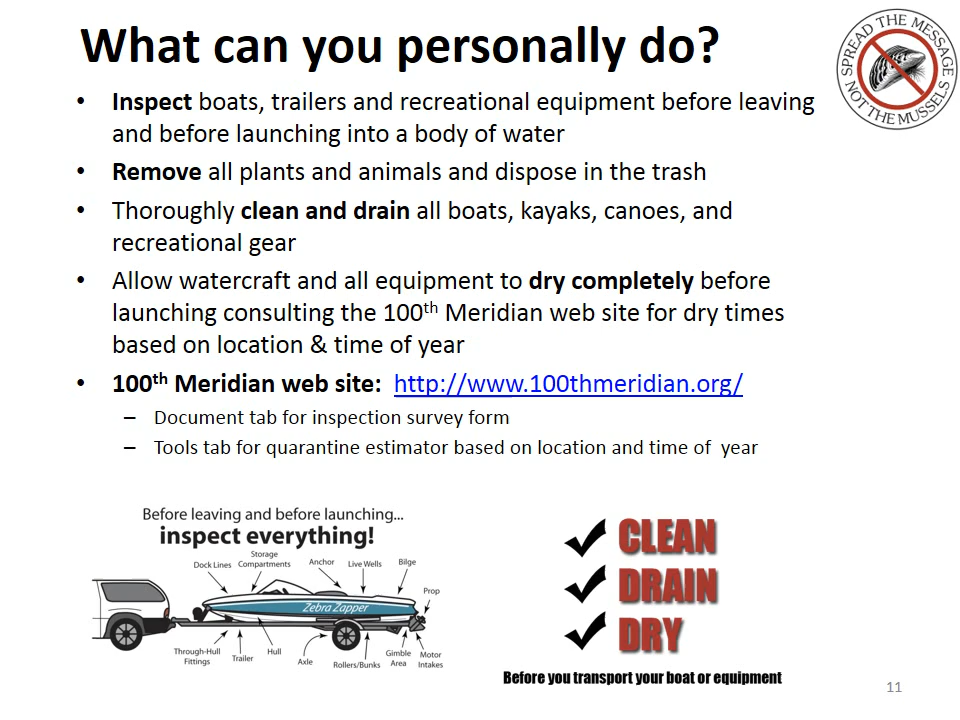 What can you personally do?
SPREAD THE MESSAGE
NOT THE MUSSELS
• Inspect boats, trailers and recreational equipment before leaving
and before launching into a body of water
• Remove all plants and animals and dispose in the trash
• Thoroughly clean and drain all boats, kayaks, canoes, and
recreational gear
• Allow watercraft and all equipment to dry completely before
launching consulting the 100th Meridian web site for dry times
based on location & time of year
• 100th Meridian web site: http://www.100thmeridian.org/
– Document tab for inspection survey form
– Tools tab for quarantine estimator based on location and time of year
Before leaving and before launching...
inspect everything!
Dock Lines
Storage
Compartments
Anchor
Live Wells
Bilge
Prop
Zebra Zapper
Through-Hull
Fittings
Trailer
Hull
Axle
Rollers/Bunks
Gimble
Area
Motor
Intakes
CLEAN
DRAIN
DRY
Before you transport your boat or equipment
11